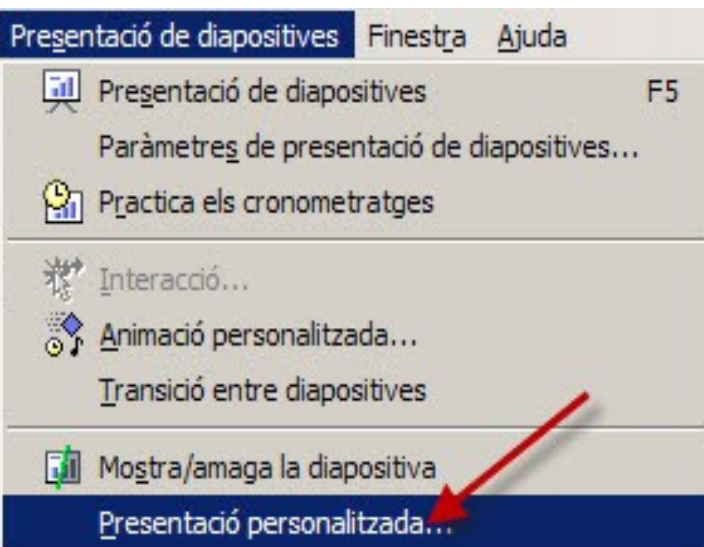 Presentació de diapositives Finestra Ajuda
Presentació de diapositives F5
Paràmetres de presentació de diapositives...
Practica els cronometratges
Interacció...
Animació personalitzada...
Transició entre diapositives
Mostra/amaga la diapositiva
Presentació personalitzada...